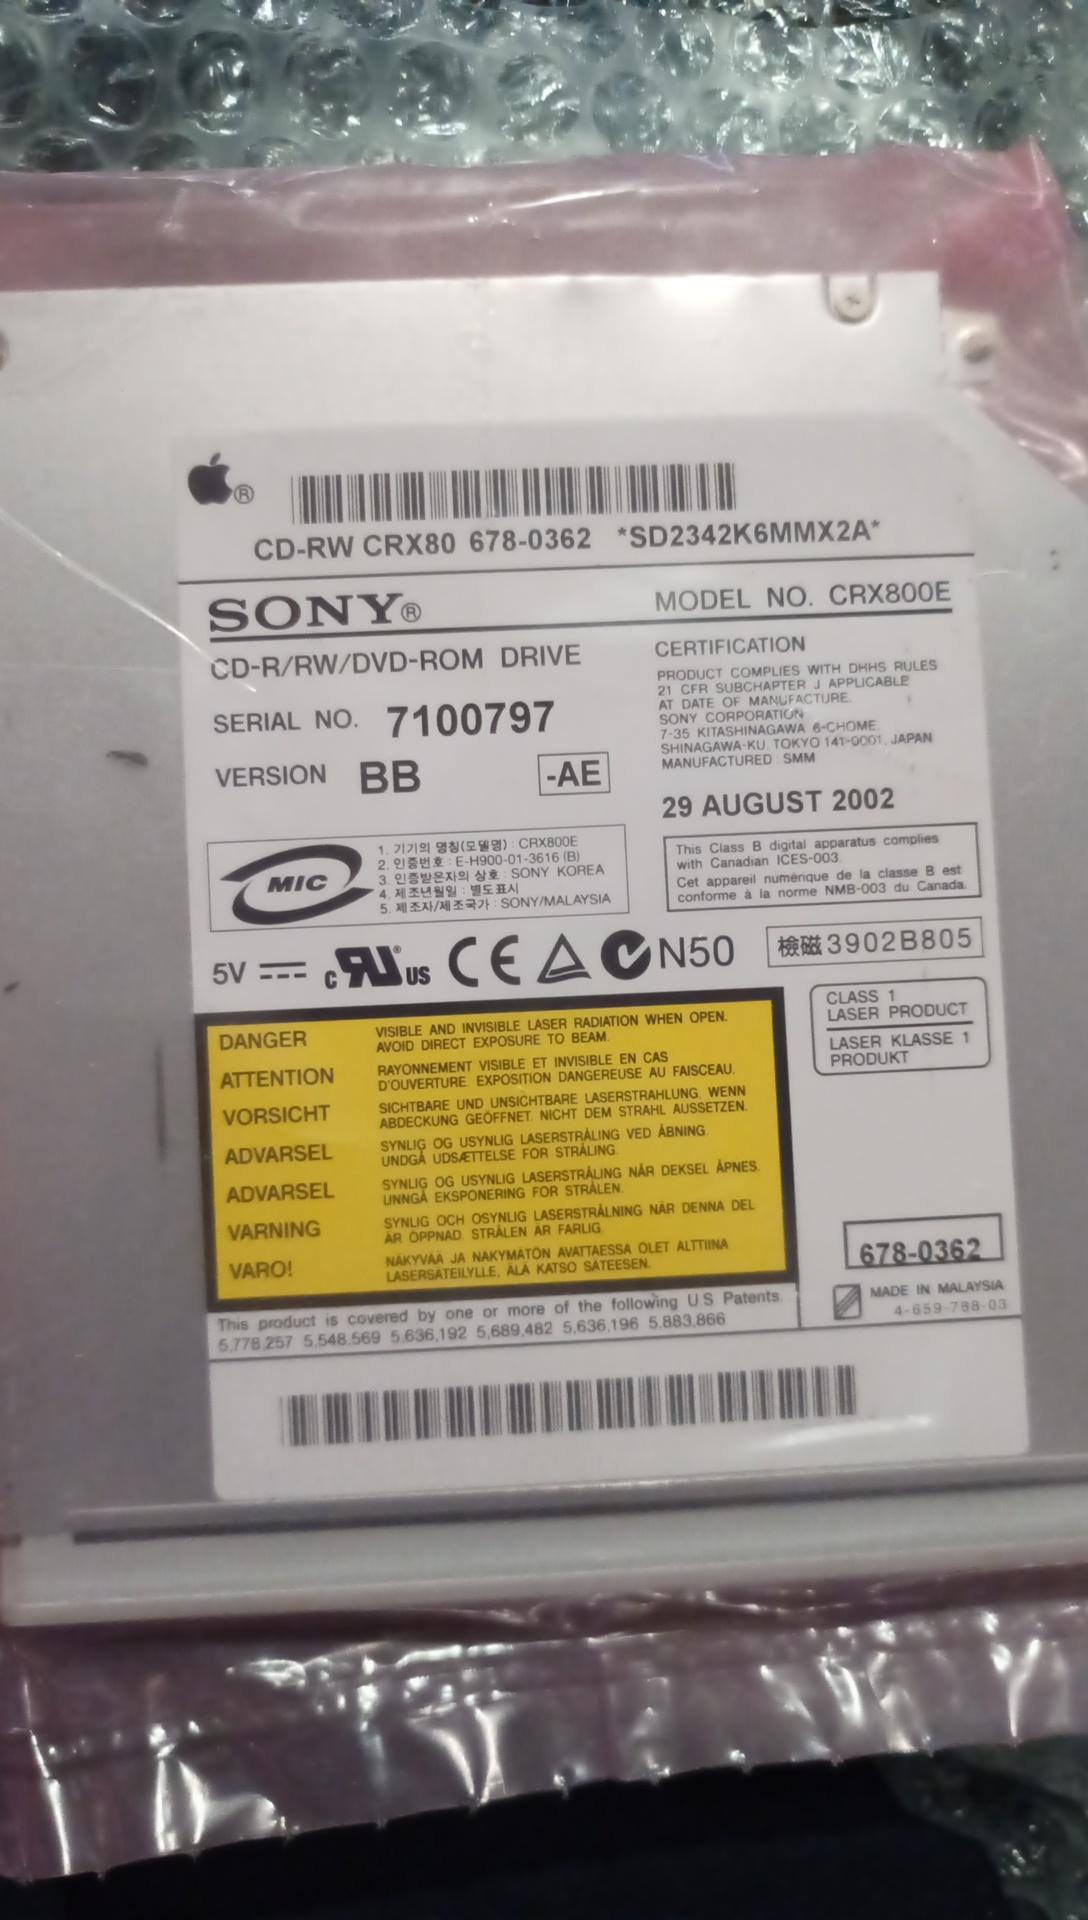 ®
CD-RW CRX80 678-0362 *SD2342K6MMX2A*
SONY®
MODEL NO. CRX800E
CD-R/RW/DVD-ROM DRIVE
SERIAL NO. 7100797
VERSION BB
-AE
CERTIFICATION
PRODUCT COMPLIES WITH DHHS RULES
21 CFR SUBCHAPTER J APPLICABLE
AT DATE OF MANUFACTURE.
SONY CORPORATION
7-35 KITASHINAGAWA 6-CHOME,
SHINAGAWA-KU, TOKYO 141-0001, JAPAN
MANUFACTURED : SMM
29 AUGUST 2002
MIC
1. 기기의 명칭(모델명) : CRX800E
2. 인증번호 : E-H900-01-3616 (B)
3. 인증받은자의 상호 : SONY KOREA
4. 제조년월일 : 별도표시
5. 제조자/제조국가 : SONY/MALAYSIA
This Class B digital apparatus complies
with Canadian ICES-003.
Cet appareil numérique de la classe B est
conforme à la norme NMB-003 du Canada.
5V
c RU ® US CE N50
檢磁 3902B805
DANGER VISIBLE AND INVISIBLE LASER RADIATION WHEN OPEN.
AVOID DIRECT EXPOSURE TO BEAM.
ATTENTION RAYONNEMENT VISIBLE ET INVISIBLE EN CAS
D'OUVERTURE. EXPOSITION DANGEREUSE AU FAISCEAU.
VORSICHT SICHTBARE UND UNSICHTBARE LASERSTRAHLUNG, WENN
ABDECKUNG GEÖFFNET. NICHT DEM STRAHL AUSSETZEN.
ADVARSEL SYNLIG OG USYNLIG LASERSTRÅLING VED ÅBNING.
UNDGÅ UDSÆTTELSE FOR STRÅLING.
ADVARSEL SYNLIG OG USYNLIG LASERSTRÅLING NÅR DEKSEL ÅPNES.
UNNGÅ EKSPONERING FOR STRÅLEN.
VARNING SYNLIG OCH OSYNLIG LASERSTRÅLNING NÄR DENNA DEL
ÄR ÖPPNAD. STRÅLEN ÄR FARLIG.
VARO! NÄKYVÄÄ JA NÄKYMÄTÖN AVATTAESSA OLET ALTTIINA
LASERSÄTEILYLLE, ÄLÄ KATSO SÄTEESEN.
CLASS 1
LASER PRODUCT
LASER KLASSE 1
PRODUKT
678-0362
MADE IN MALAYSIA
4-659-788-03
This product is covered by one or more of the following U.S Patents.
5,778,257 5,548,569 5,636,192 5,689,482 5,636,196 5,883,866